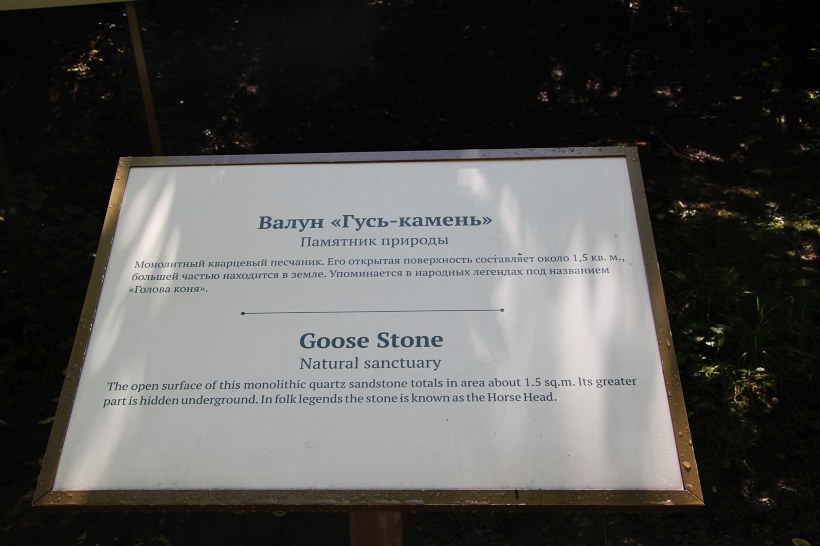 Валун «Гусь-камень»
Памятник природы
Монолитный кварцевый песчаник. Его открытая поверхность составляет около 1,5 кв. м.,
большей частью находится в земле. Упоминается в народных легендах под названием
«Голова коня».
Goose Stone
Natural sanctuary
The open surface of this monolithic quartz sandstone totals in area about 1.5 sq.m. Its greater
part is hidden underground. In folk legends the stone is known as the Horse Head.